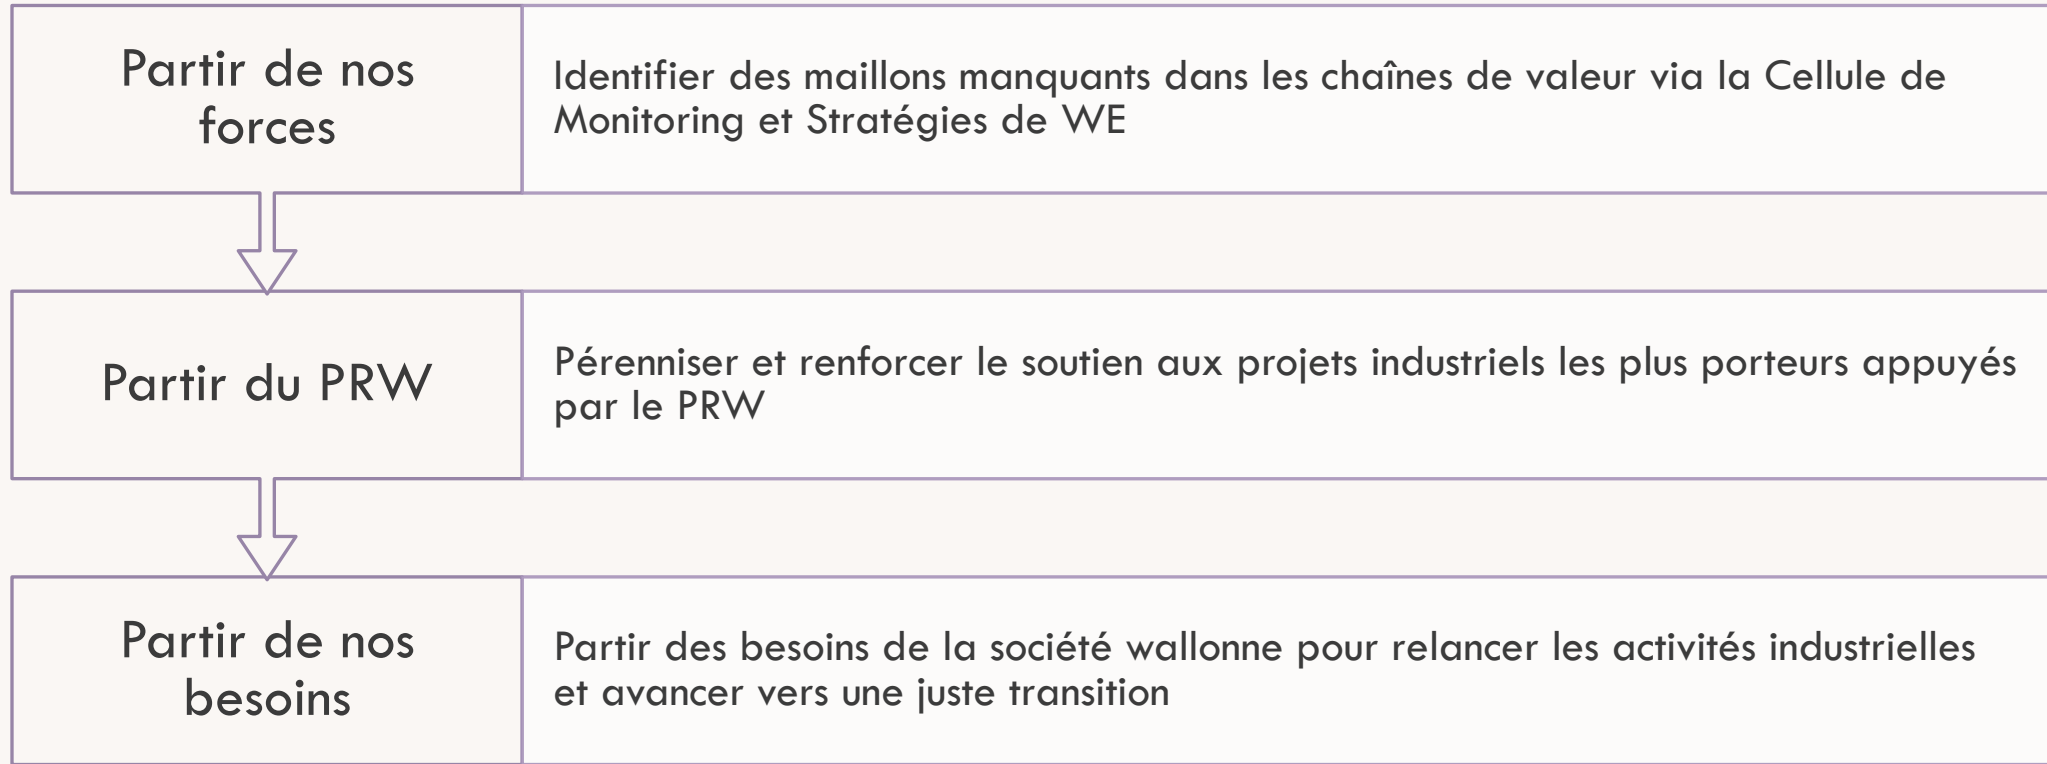 Partir de nos
forces
Identifier des maillons manquants dans les chaînes de valeur via la Cellule de
Monitoring et Stratégies de WE
Partir du PRW
Pérenniser et renforcer le soutien aux projets industriels les plus porteurs appuyés
par le PRW
Partir de nos
besoins
Partir des besoins de la société wallonne pour relancer les activités industrielles
et avancer vers une juste transition